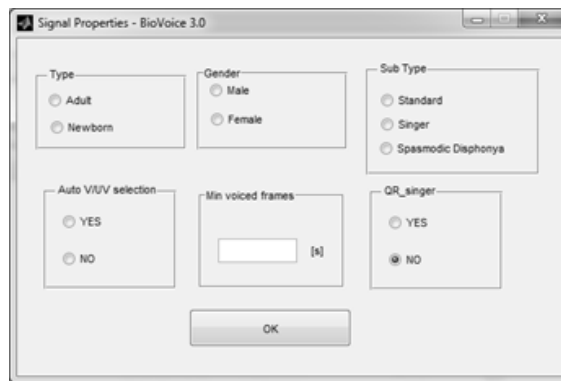 Signal Properties - BioVoice 3.0
Type
Adult
Newborn
Gender
Male
Female
Sub Type
Standard
Singer
Spasmodic Disphonya
Auto V/UV selection
YES
NO
Min voiced frames
[s]
QR_singer
YES
NO
OK